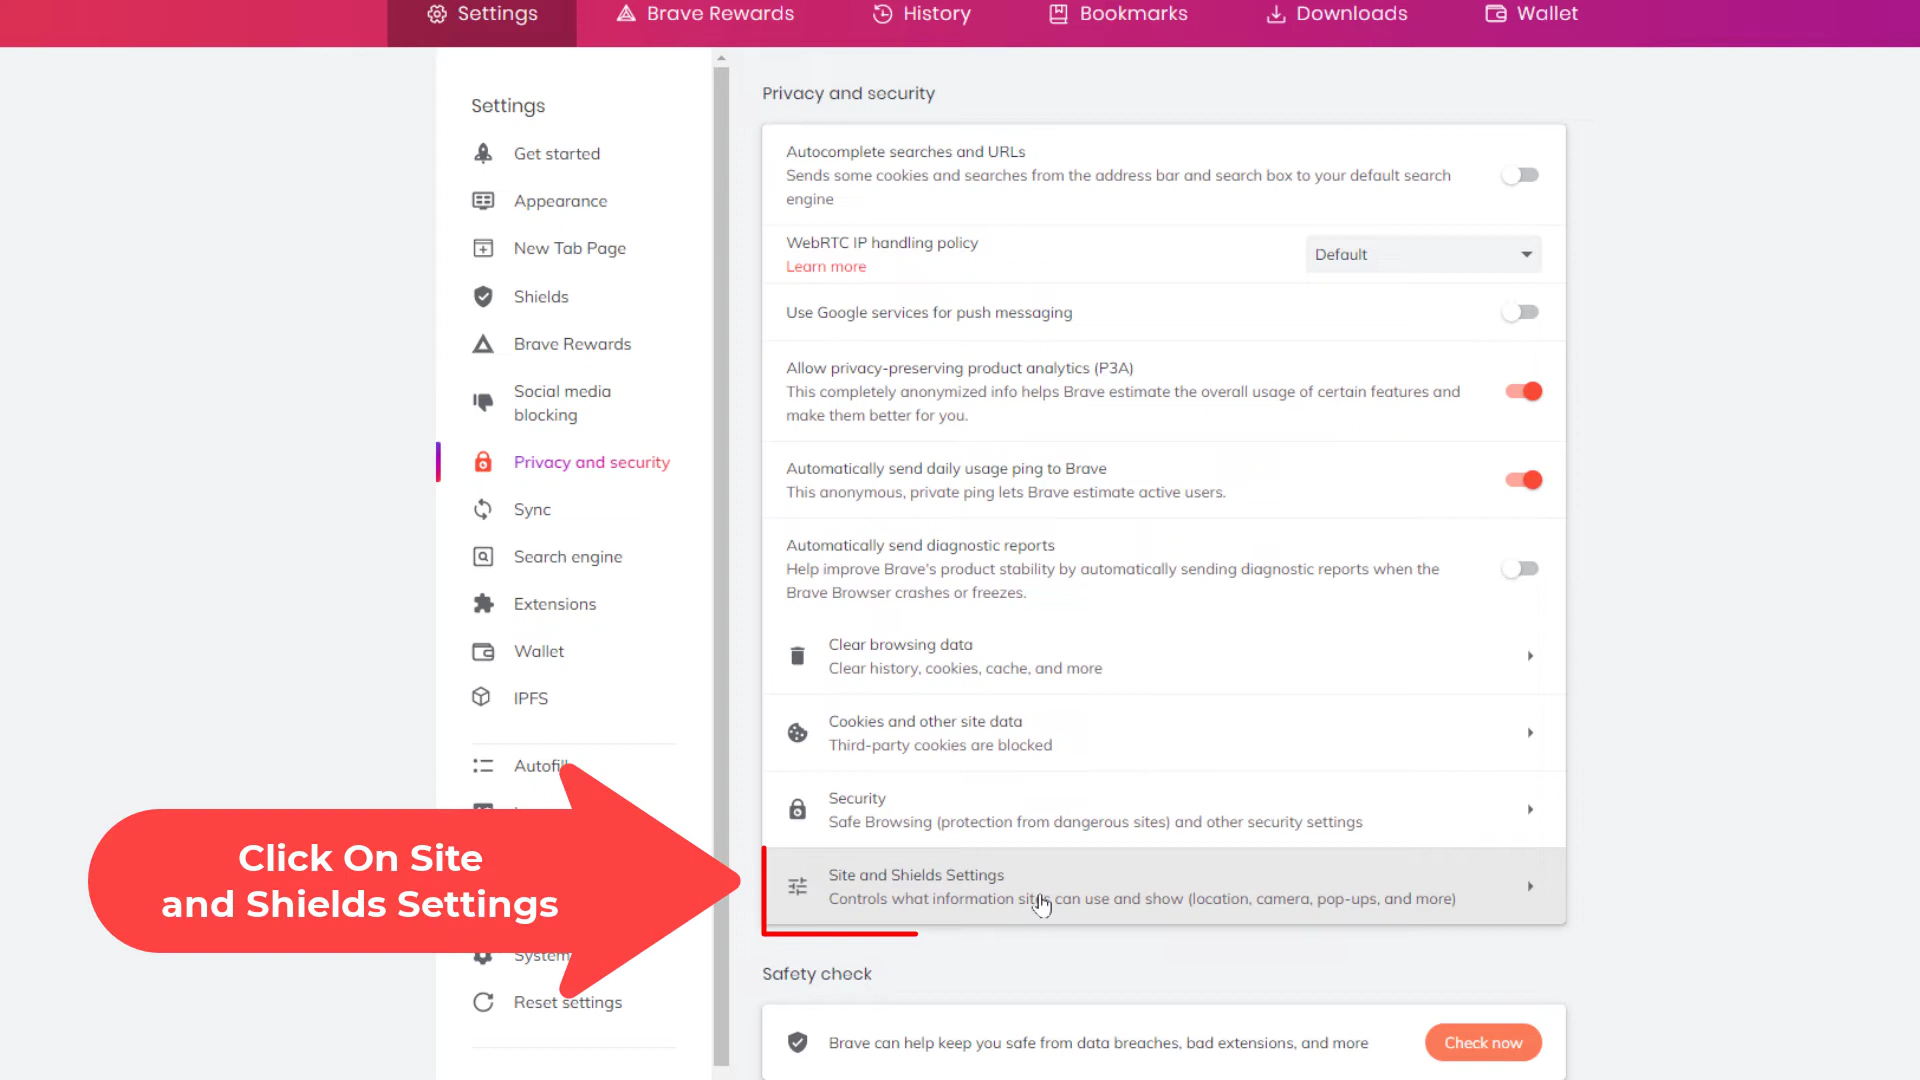 Settings
Brave Rewards
History
Bookmarks
Downloads
Wallet
Settings
Get started
Appearance
New Tab Page
Shields
Brave Rewards
Social media
blocking
Privacy and security
Sync
Search engine
Extensions
Wallet
IPFS
Autofill
System
Reset settings
Click On Site
and Shields Settings
Privacy and security
Autocomplete searches and URLs
Sends some cookies and searches from the address bar and search box to your default search
engine
WebRTC IP handling policy
Learn more
Default
Use Google services for push messaging
Allow privacy-preserving product analytics (P3A)
This completely anonymized info helps Brave estimate the overall usage of certain features and
make them better for you.
Automatically send daily usage ping to Brave
This anonymous, private ping lets Brave estimate active users.
Automatically send diagnostic reports
Help improve Brave's product stability by automatically sending diagnostic reports when the
Brave Browser crashes or freezes.
Clear browsing data
Clear history, cookies, cache, and more
Cookies and other site data
Third-party cookies are blocked
Security
Safe Browsing (protection from dangerous sites) and other security settings
Site and Shields Settings
Controls what information sites can use and show (location, camera, pop-ups, and more)
Safety check
Brave can help keep you safe from data breaches, bad extensions, and more
Check now